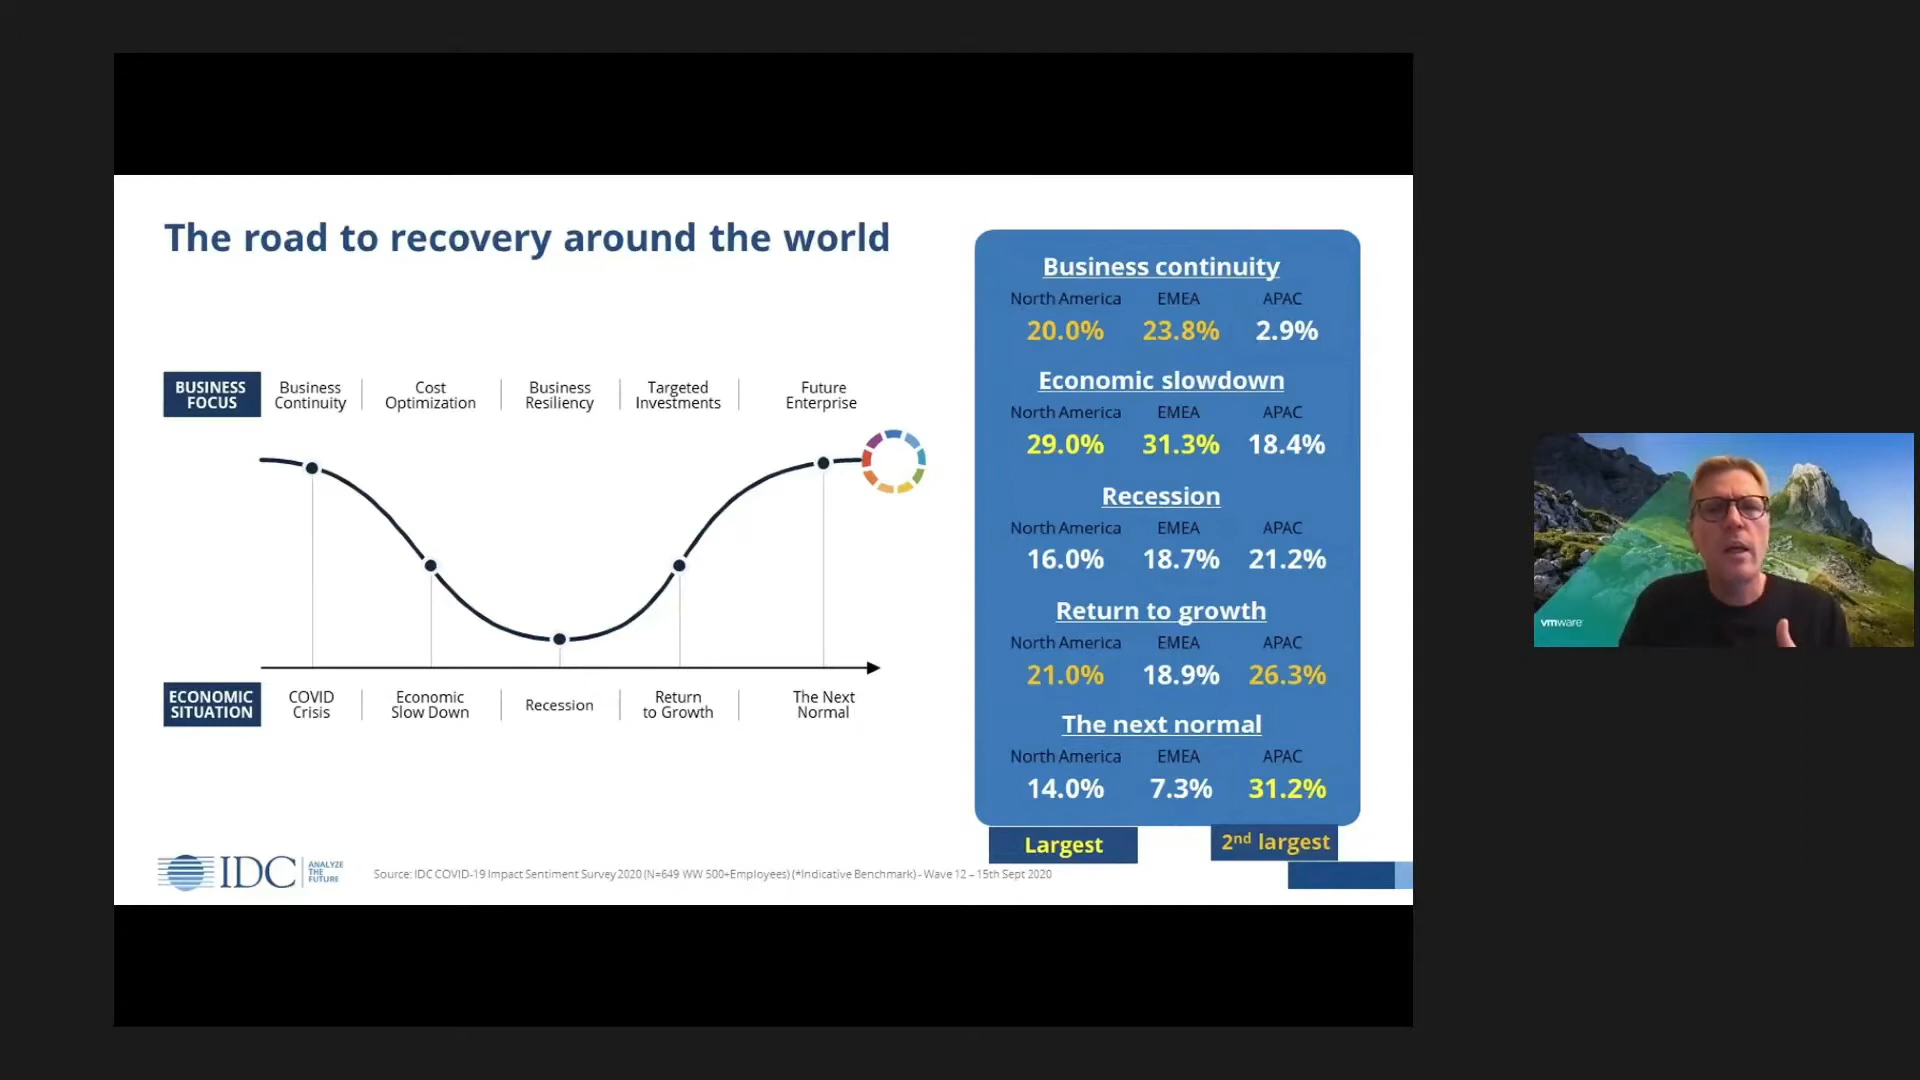 The road to recovery around the world
BUSINESS
FOCUS
Business
Continuity
Cost
Optimization
Business
Resiliency
Targeted
Investments
Future
Enterprise
ECONOMIC
SITUATION
COVID
Crisis
Economic
Slow Down
Recession
Return
to Growth
The Next
Normal
Business continuity
North America EMEA APAC
20.0% 23.8% 2.9%
Economic slowdown
North America EMEA APAC
29.0% 31.3% 18.4%
Recession
North America EMEA APAC
16.0% 18.7% 21.2%
Return to growth
North America EMEA APAC
21.0% 18.9% 26.3%
The next normal
North America EMEA APAC
14.0% 7.3% 31.2%
Largest
2nd largest
IDC
ANALYZE
THE
FUTURE
Source: IDC COVID-19 Impact Sentiment Survey 2020 (N=649 WW 500+Employees) (*Indicative Benchmark) - Wave 12 – 15th Sept 2020
vmware